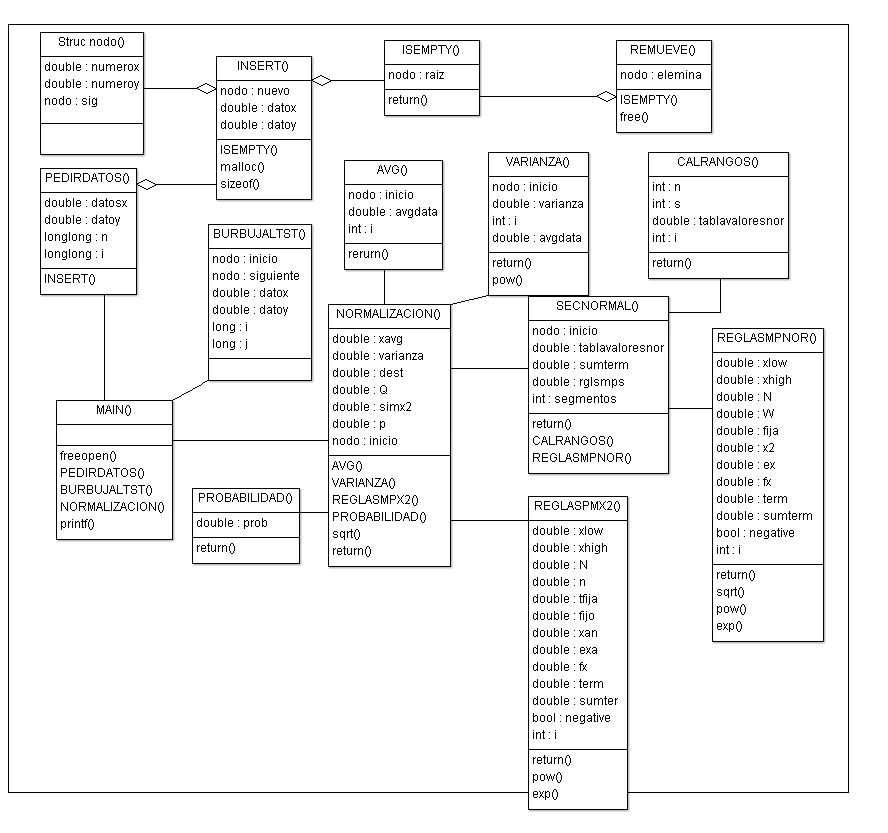 Struc nodo()
double : numerox
double : numeroy
nodo : sig
INSERT()
nodo : nuevo
double : datox
double : datoy
ISEMPTY()
malloc()
sizeof()
ISEMPTY()
nodo : raiz
return()
REMUEVE()
nodo : elemina
ISEMPTY()
free()
PEDIRDATOS()
double : datosx
double : datoy
longlong : n
longlong : i
INSERT()
BURBUJALTST()
nodo : inicio
nodo : siguiente
double : datox
double : datoy
long : i
long : j
AVG()
nodo : inicio
double : avgdata
int : i
rerurn()
VARIANZA()
nodo : inicio
double : varianza
int : i
double : avgdata
return()
pow()
CALRANGOS()
int : n
int : s
double : tablavaloresnor
int : i
return()
NORMALIZACION()
double : xavg
double : varianza
double : dest
double : Q
double : simx2
double : p
nodo : inicio
AVG()
VARIANZA()
REGLASMPX2()
PROBABILIDAD()
sqrt()
return()
SECNORMAL()
nodo : inicio
double : tablavaloresnor
double : sumterm
double : rglsmps
int : segmentos
return()
CALRANGOS()
REGLASMPNOR()
REGLASMPNOR()
double : xlow
double : xhigh
double : N
double : W
double : fija
double : x2
double : ex
double : fx
double : term
double : sumterm
bool : negative
int : i
return()
sqrt()
pow()
exp()
MAIN()
freeopen()
PEDIRDATOS()
BURBUJALTST()
NORMALIZACION()
printf()
PROBABILIDAD()
double : prob
return()
REGLASPMX2()
double : xlow
double : xhigh
double : N
double : n
double : tfija
double : fijo
double : xan
double : exa
double : fx
double : term
double : sumter
bool : negative
int : i
return()
pow()
exp()